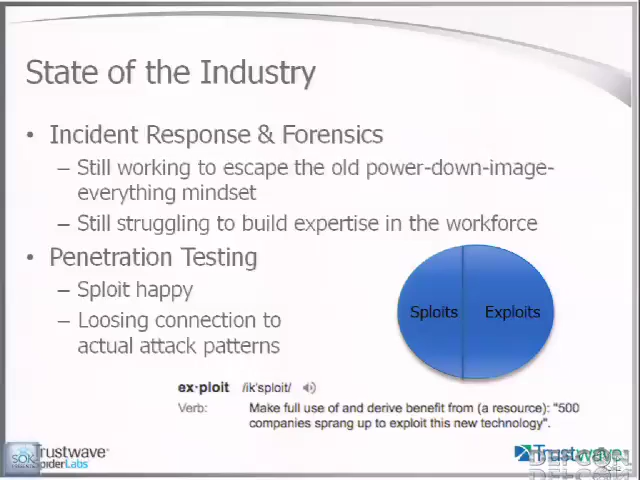 State of the Industry
• Incident Response & Forensics
– Still working to escape the old power-down-image-
everything mindset
– Still struggling to build expertise in the workforce
• Penetration Testing
– Sploit happy
– Loosing connection to
actual attack patterns
Sploits Exploits
ex·ploit /ik'sploit/
Verb: Make full use of and derive benefit from (a resource): "500
companies sprang up to exploit this new technology".
SOK Trustwave
SpiderLabs
Trustwave
DEFCON